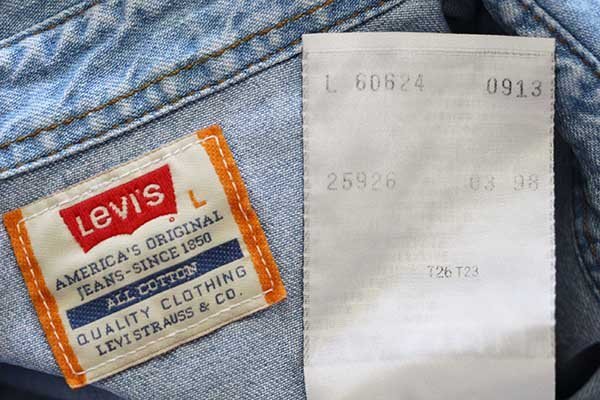 Levi's
L
AMERICA'S ORIGINAL
JEANS-SINCE 1850
ALL COTTON
QUALITY CLOTHING
LEVI STRAUSS & CO.
L 60624 0913
25926 03 98
T26 T23